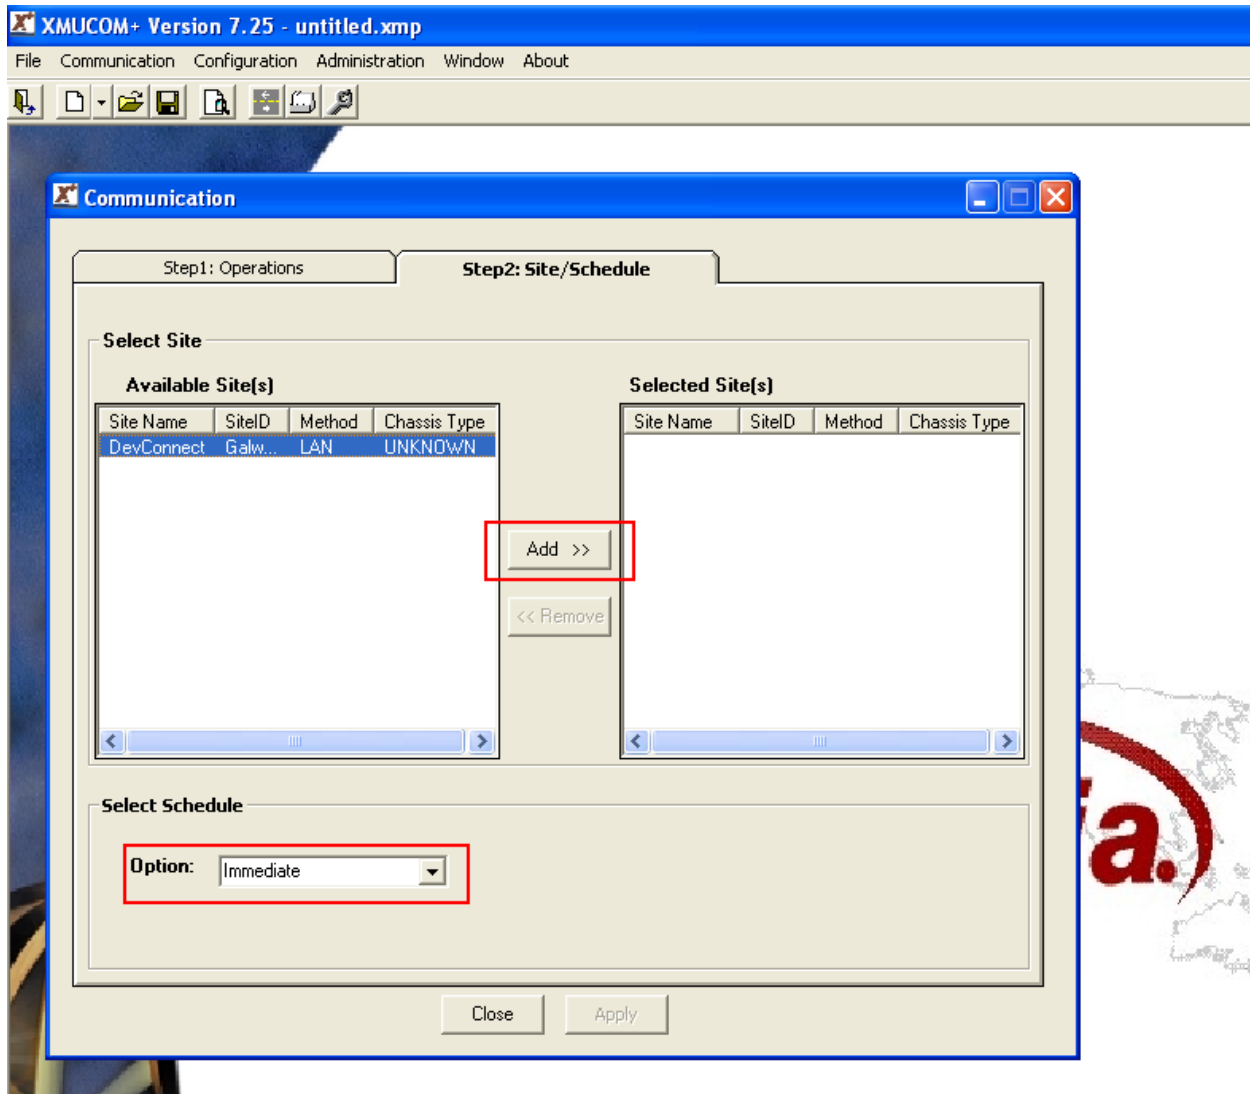 XMUCOM+ Version 7.25 - untitled.xmp
File Communication Configuration Administration Window About
Communication
Step1: Operations Step2: Site/Schedule
Select Site
Available Site(s) Selected Site(s)
Site Name SiteID Method Chassis Type Site Name SiteID Method Chassis Type
DevConnect Galw... LAN UNKNOWN
Add >>
<< Remove
Select Schedule
Option: Immediate
a.
Close Apply